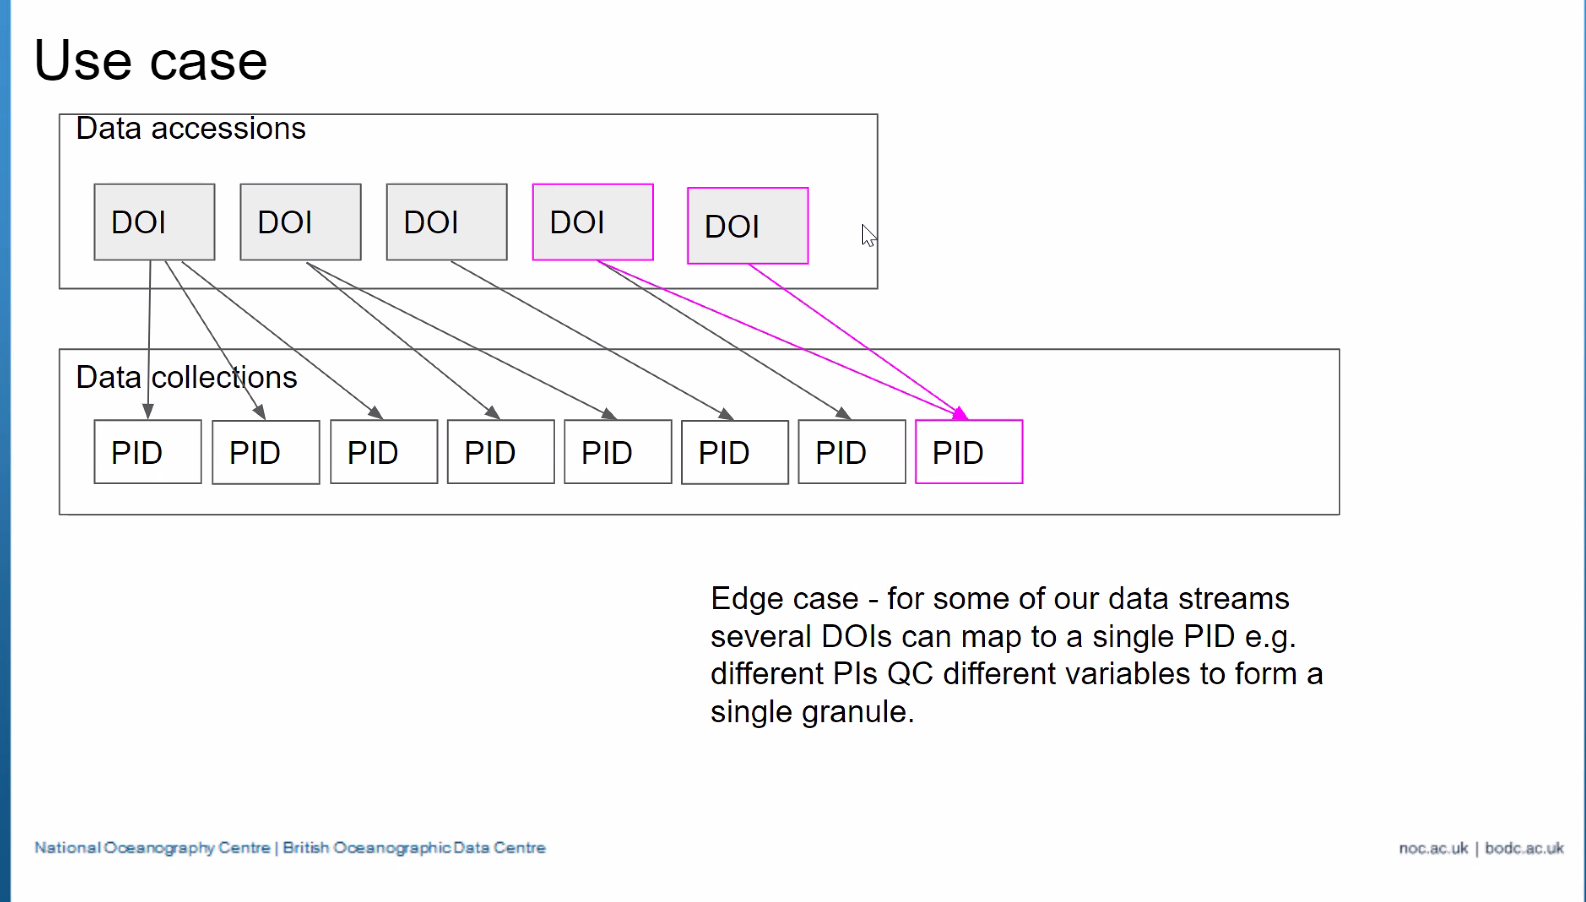 Use case
Data accessions
DOI DOI DOI DOI DOI
Data collections
PID PID PID PID PID PID PID PID
Edge case - for some of our data streams
several DOIs can map to a single PID e.g.
different PIs QC different variables to form a
single granule.
National Oceanography Centre | British Oceanographic Data Centre
noc.ac.uk | bodc.ac.uk